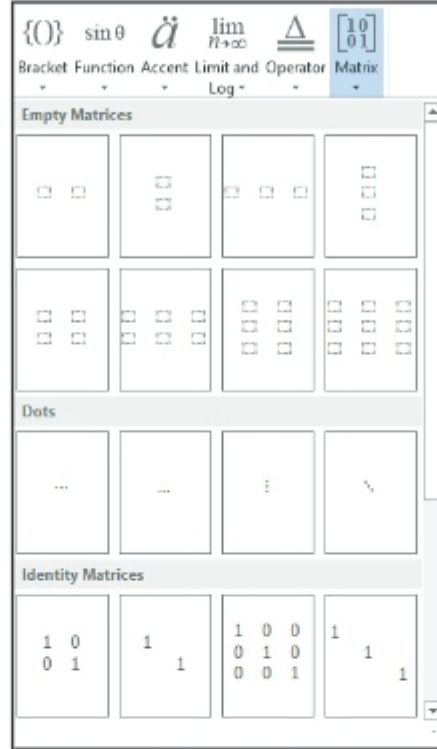 {()} sin θ ä lim n→∞ Δ [1 0 0 1]
Bracket Function Accent Limit and Log Operator Matrix
Empty Matrices
Dots
... ... ⋮ ⋱
Identity Matrices
1 0 1 1 0 0 1
0 1 1 0 1 0 1
0 0 1 1